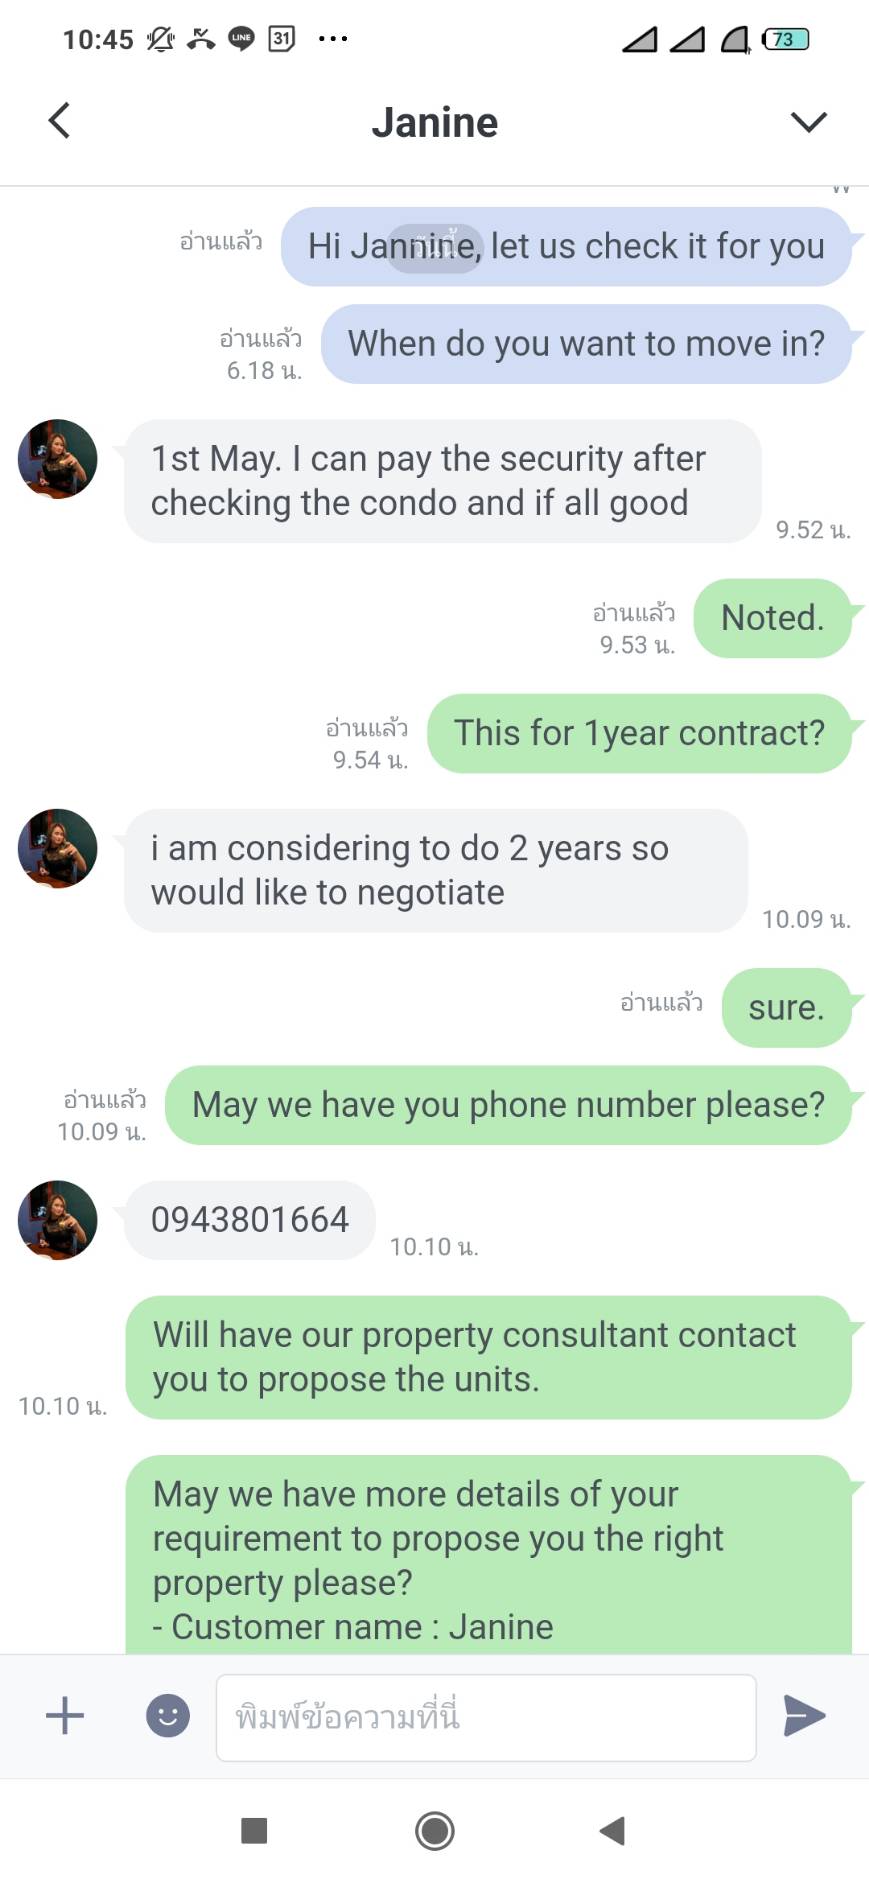 10:45 LINE 31 73
Janine
อ่านแล้ว
Hi Jannine, let us check it for you
วันนี้
อ่านแล้ว
6.18 น.
When do you want to move in?
1st May. I can pay the security after
checking the condo and if all good
9.52 น.
อ่านแล้ว
9.53 น.
Noted.
อ่านแล้ว
9.54 น.
This for 1year contract?
i am considering to do 2 years so
would like to negotiate
10.09 น.
อ่านแล้ว
sure.
อ่านแล้ว
10.09 น.
May we have you phone number please?
0943801664
10.10 น.
Will have our property consultant contact
you to propose the units.
10.10 น.
May we have more details of your
requirement to propose you the right
property please?
- Customer name : Janine
พิมพ์ข้อความที่นี่